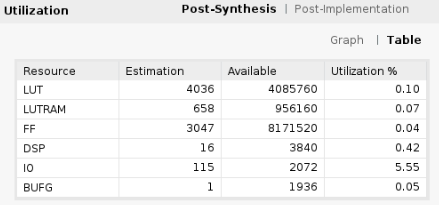 Utilization Post-Synthesis | Post-Implementation
Graph | Table
Resource Estimation Available Utilization %
LUT 4036 4085760 0.10
LUTRAM 658 956160 0.07
FF 3047 8171520 0.04
DSP 16 3840 0.42
IO 115 2072 5.55
BUFG 1 1936 0.05